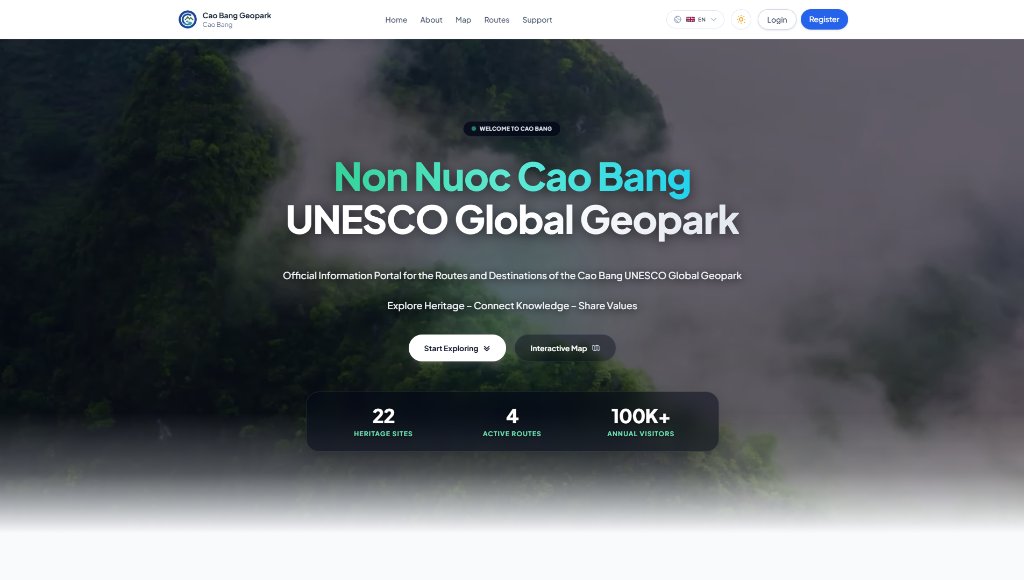 Cao Bang Geopark
Cao Bang
Home About Map Routes Support
EN
Login
Register
WELCOME TO CAO BANG
Non Nuoc Cao Bang
UNESCO Global Geopark
Official Information Portal for the Routes and Destinations of the Cao Bang UNESCO Global Geopark
Explore Heritage – Connect Knowledge – Share Values
Start Exploring
Interactive Map
22
HERITAGE SITES
4
ACTIVE ROUTES
100K+
ANNUAL VISITORS